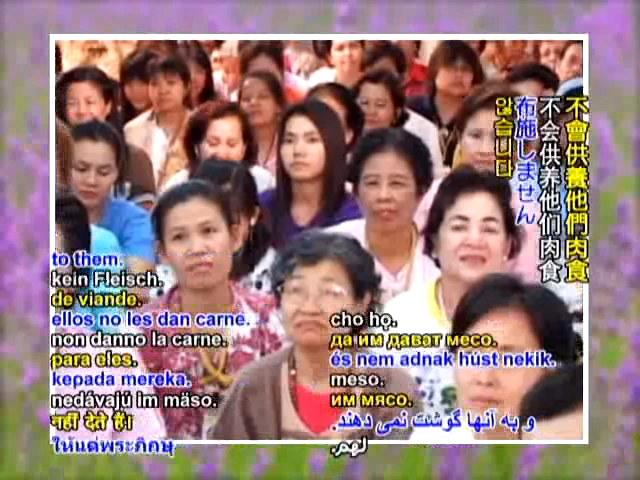 不會供養他們肉食
不会供养他们肉食
布施しません
않습니다
to them.
kein Fleisch.
de viande.
ellos no les dan carne.
non danno la carne.
para eles.
kepada mereka.
nedávajú im mäso.
नहीं देते हैं।
ให้แด่พระภิกษุ
cho họ.
да им дават месо.
és nem adnak húst nekik.
meso.
им мясо.
و به آنها گوشت نمی دهند.
لهم.